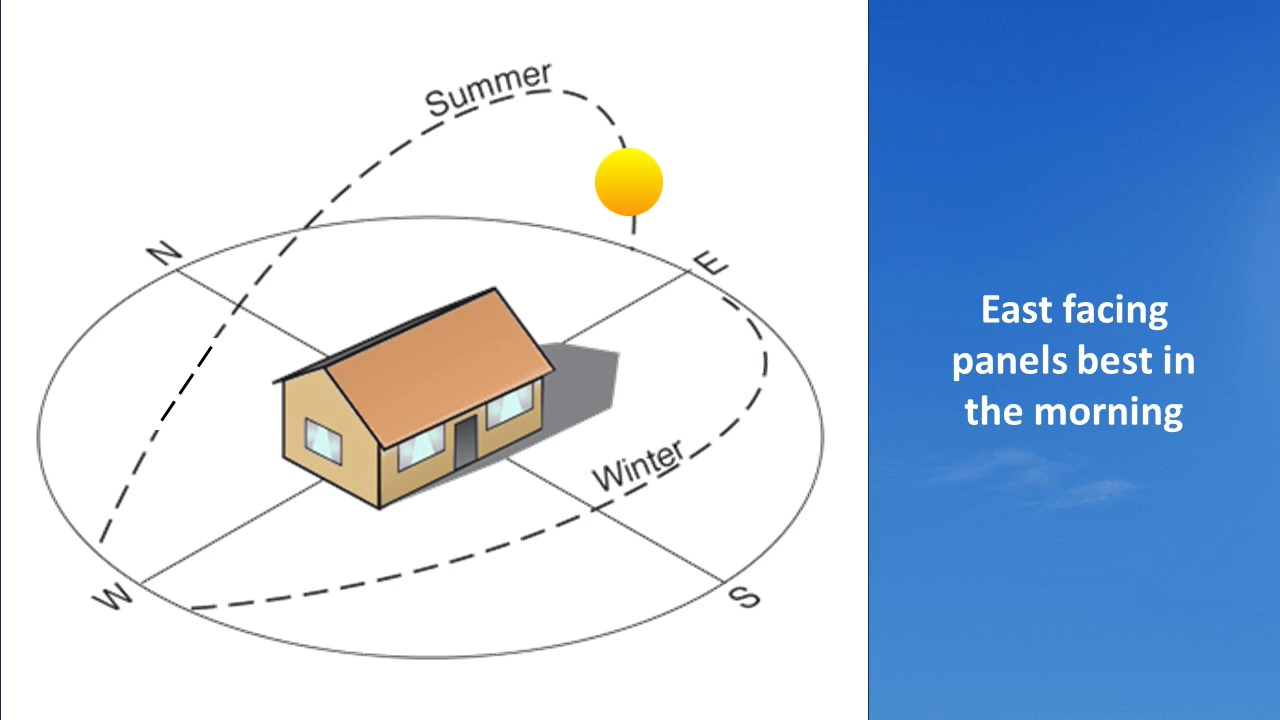 Summer
N
E
Winter
W
S
East facing
panels best in
the morning